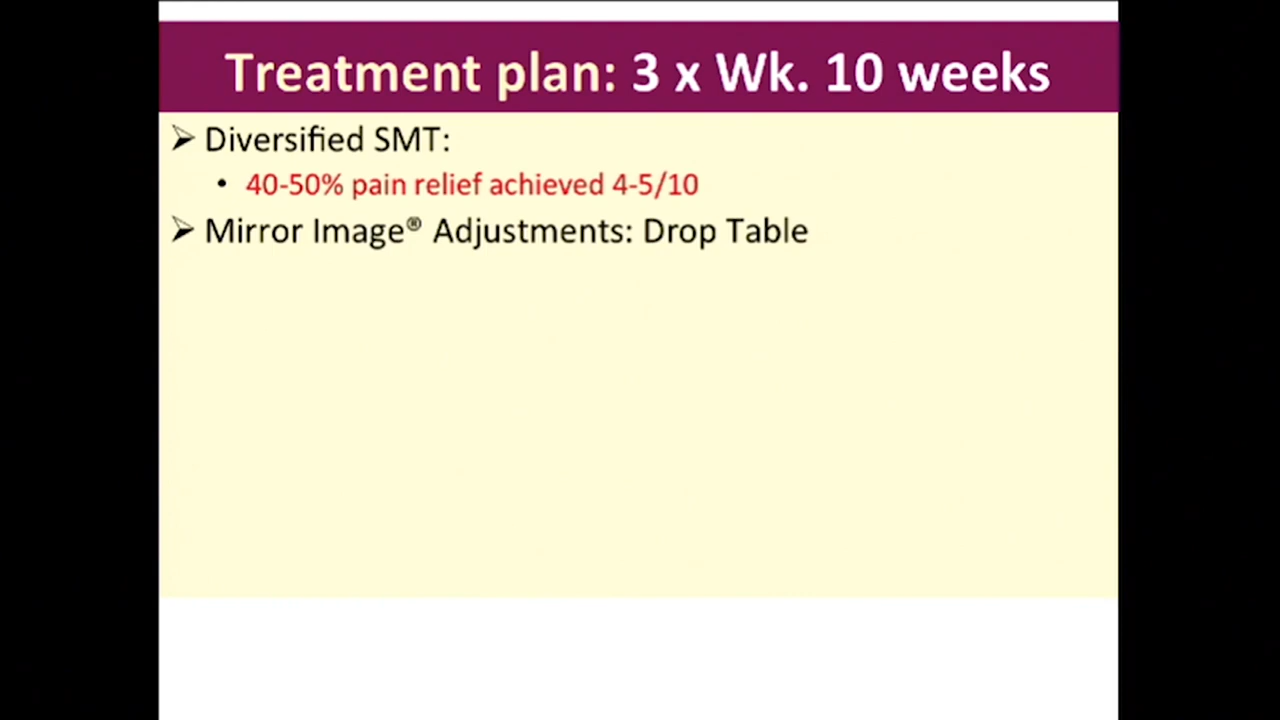 Treatment plan: 3 x Wk. 10 weeks
➢ Diversified SMT:
• 40-50% pain relief achieved 4-5/10
➢ Mirror Image® Adjustments: Drop Table